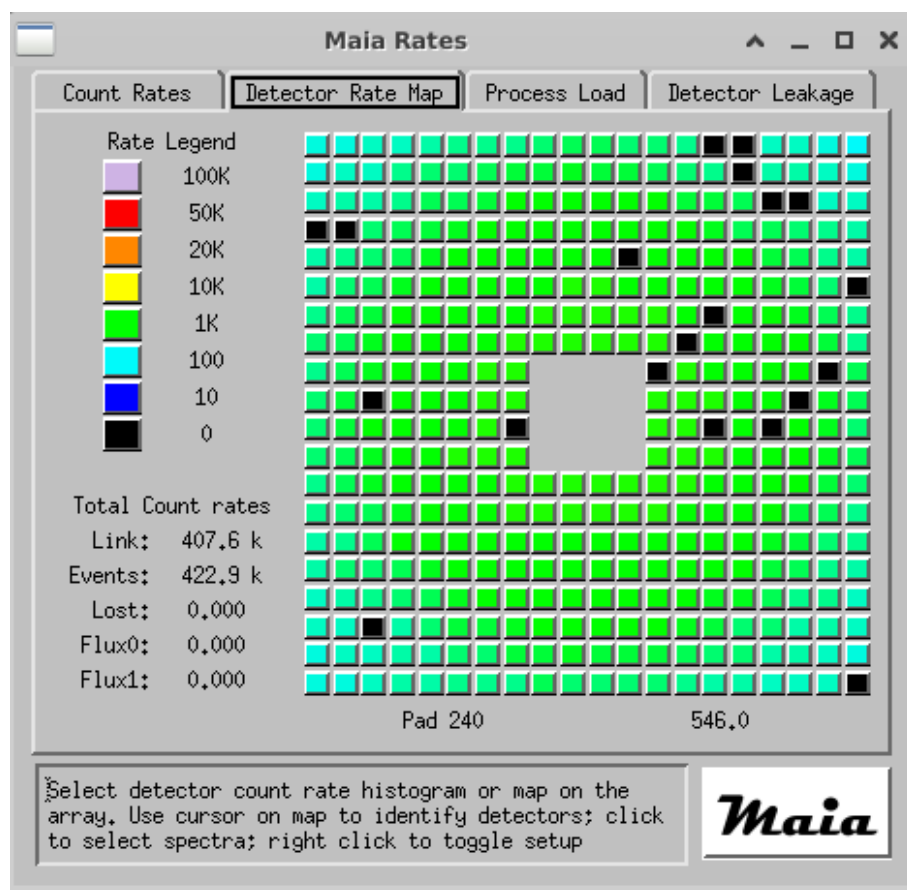 Maia Rates
Count Rates
Detector Rate Map
Process Load
Detector Leakage
Rate Legend
100K
50K
20K
10K
1K
100
10
0
Total Count rates
Link: 407.6 k
Events: 422.9 k
Lost: 0.000
Flux0: 0.000
Flux1: 0.000
Pad 240 546.0
Select detector count rate histogram or map on the
array. Use cursor on map to identify detectors; click
to select spectra; right click to toggle setup
Maia